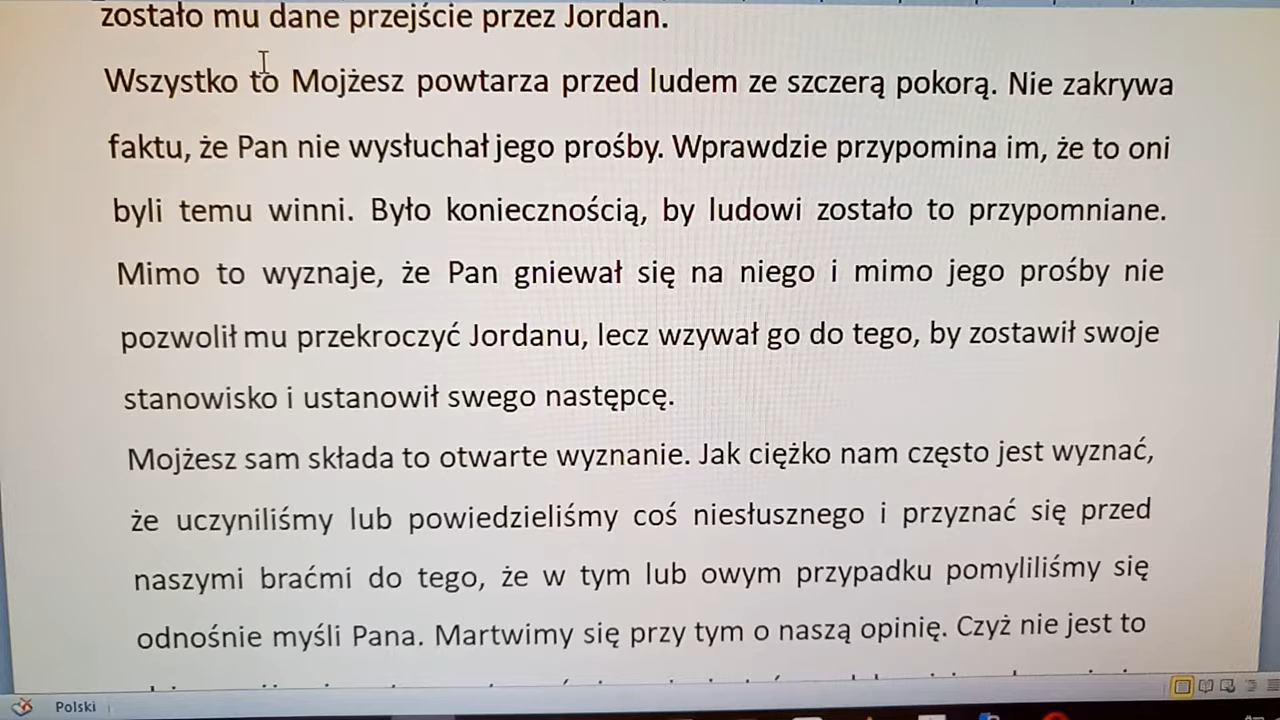 zostało mu dane przejście przez Jordan.
Wszystko to Mojżesz powtarza przed ludem ze szczerą pokorą. Nie zakrywa
faktu, że Pan nie wysłuchał jego prośby. Wprawdzie przypomina im, że to oni
byli temu winni. Było koniecznością, by ludowi zostało to przypomniane.
Mimo to wyznaje, że Pan gniewał się na niego i mimo jego prośby nie
pozwolił mu przekroczyć Jordanu, lecz wzywał go do tego, by zostawił swoje
stanowisko i ustanowił swego następcę.
Mojżesz sam składa to otwarte wyznanie. Jak ciężko nam często jest wyznać,
że uczyniliśmy lub powiedzieliśmy coś niesłusznego i przyznać się przed
naszymi braćmi do tego, że w tym lub owym przypadku pomyliliśmy się
odnośnie myśli Pana. Martwimy się przy tym o naszą opinię. Czyż nie jest to
Polski